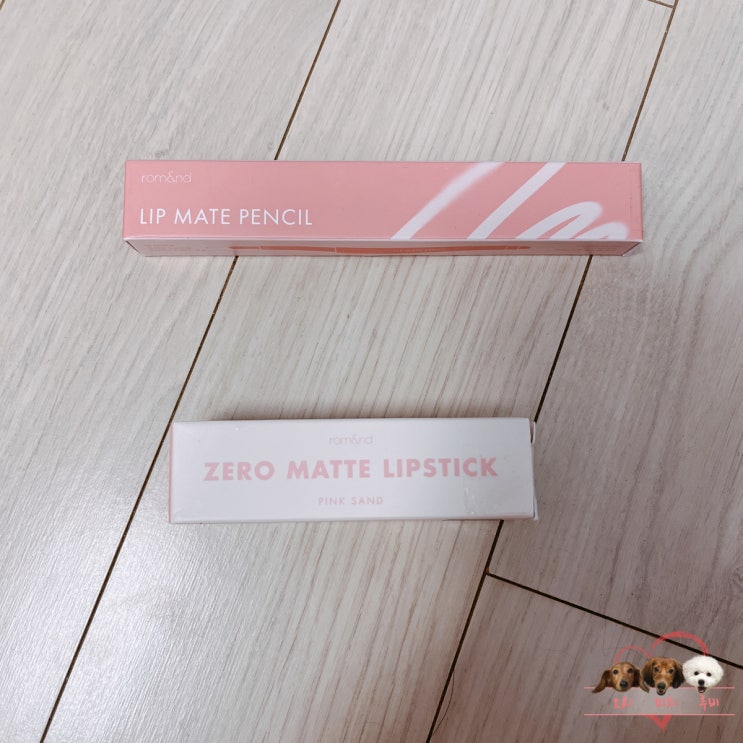 rom&nd
LIP MATE PENCIL
rom&nd
ZERO MATTE LIPSTICK
PINK SAND